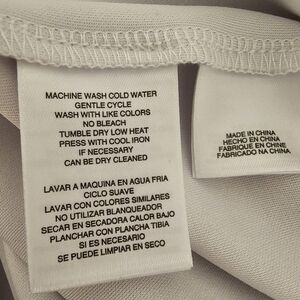 MACHINE WASH COLD WATER
GENTLE CYCLE
WASH WITH LIKE COLORS
NO BLEACH
TUMBLE DRY LOW HEAT
PRESS WITH COOL IRON
IF NECESSARY
CAN BE DRY CLEANED
LAVAR A MAQUINA EN AGUA FRIA
CICLO SUAVE
LAVAR CON COLORES SIMILARES
NO UTILIZAR BLANQUEADOR
SECAR EN SECADORA CALOR BAJO
PLANCHAR CON PLANCHA TIBIA
SI ES NECESARIO
SE PUEDE LIMPIAR EN SECO
MADE IN CHINA
HECHO EN CHINA
FABRIQUE EN CHINE
FABRICADO NA CHINA